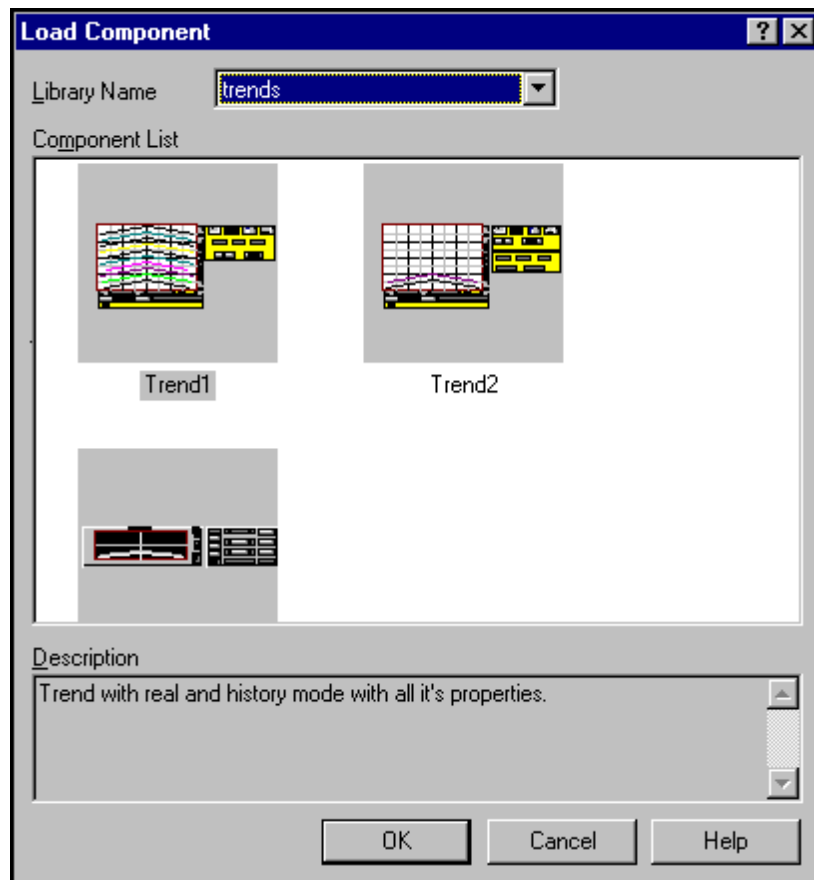 Load Component
Library Name
trends
Component List
Trend1
Trend2
Description
Trend with real and history mode with all it's properties.
OK
Cancel
Help